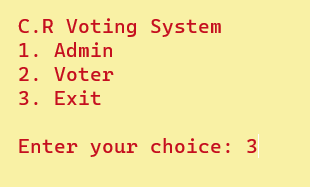 C.R Voting System
1. Admin
2. Voter
3. Exit
Enter your choice: 3